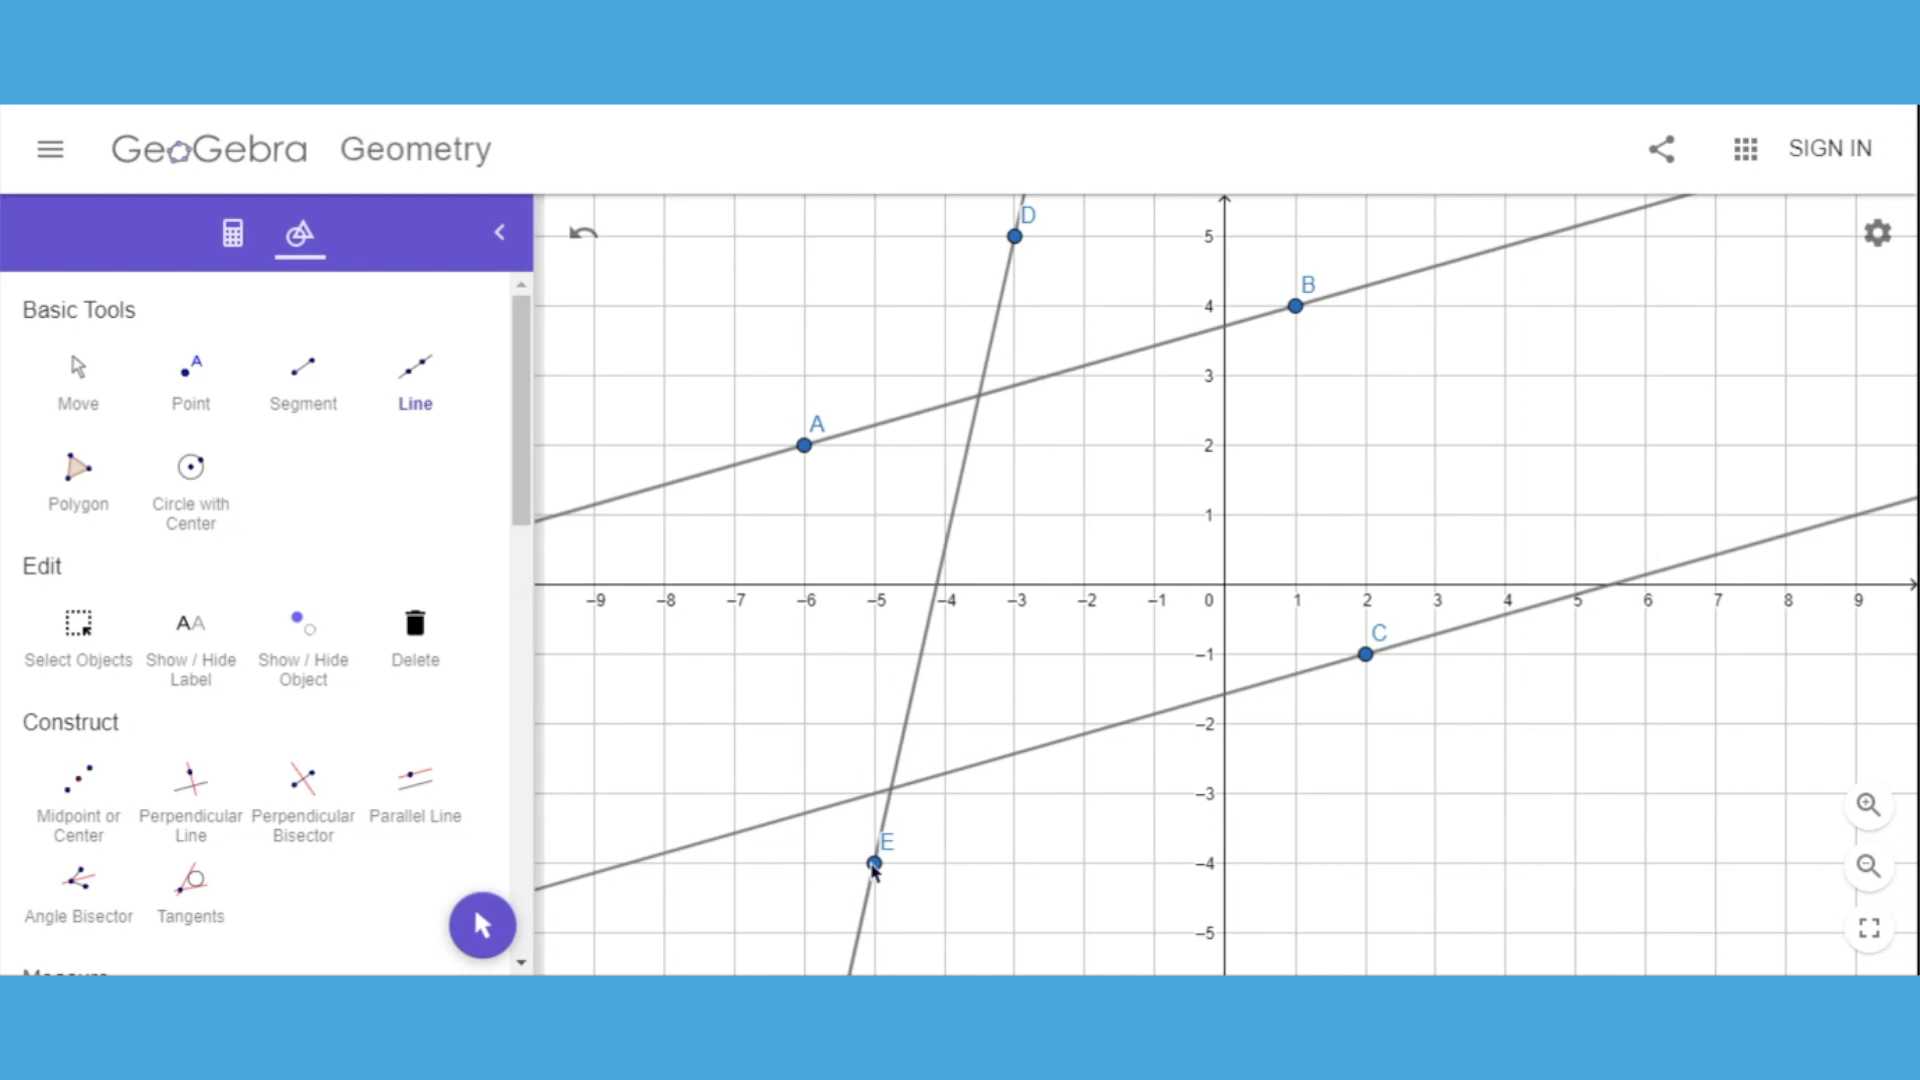 GeoGebra Geometry SIGN IN
Basic Tools
A
Move Point Segment Line
Polygon Circle with
Center
Edit
AA
Select Objects Show / Hide Show / Hide Delete
Label Object
Construct
Midpoint or Perpendicular Perpendicular Parallel Line
Center Line Bisector
Angle Bisector Tangents
D
5
B
4
3
A
2
1
−9 −8 −7 −6 −5 −4 −3 −2 −1 0 1 2 3 4 5 6 7 8 9
C
−1
−2
−3
E
−4
−5